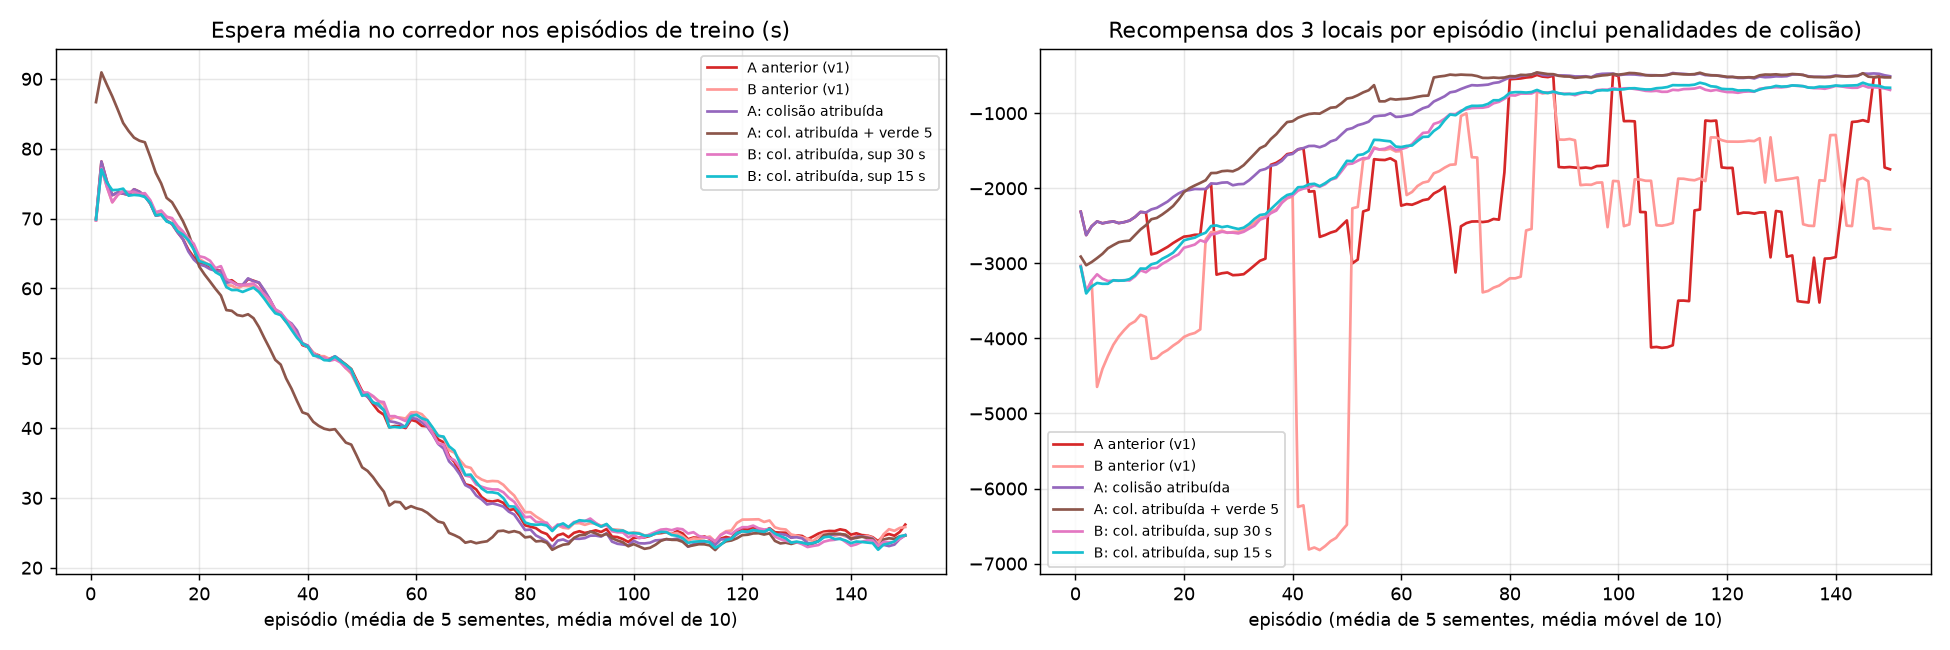 Espera média no corredor nos episódios de treino (s)
90
80
70
60
50
40
30
20
0
20
40
60
80
100
120
140
A anterior (v1)
B anterior (v1)
A: colisão atribuída
A: col. atribuída + verde 5
B: col. atribuída, sup 30 s
B: col. atribuída, sup 15 s
episódio (média de 5 sementes, média móvel de 10)
Recompensa dos 3 locais por episódio (inclui penalidades de colisão)
−1000
−2000
−3000
−4000
−5000
−6000
−7000
0
20
40
60
80
100
120
140
A anterior (v1)
B anterior (v1)
A: colisão atribuída
A: col. atribuída + verde 5
B: col. atribuída, sup 30 s
B: col. atribuída, sup 15 s
episódio (média de 5 sementes, média móvel de 10)